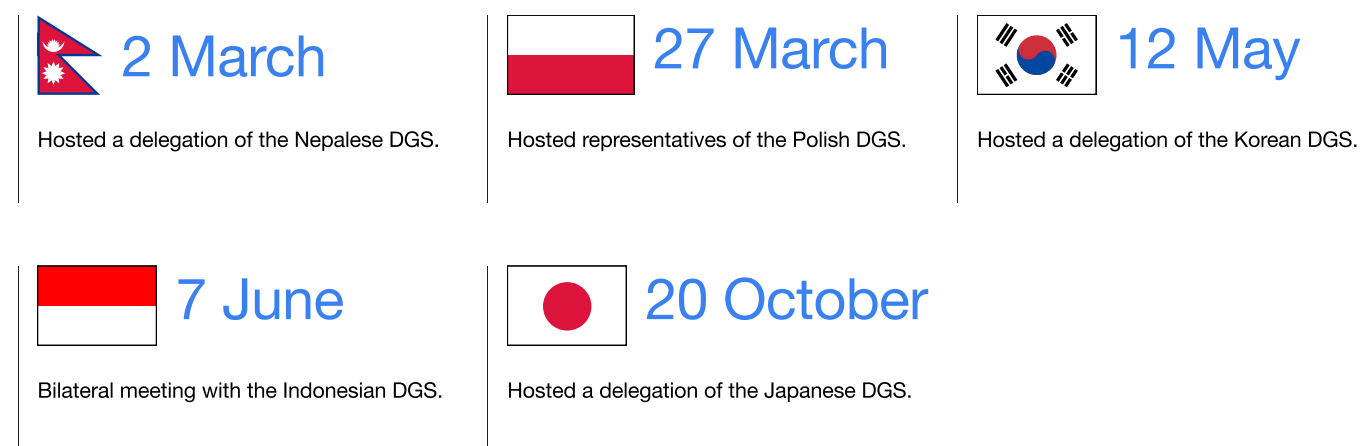 2 March
Hosted a delegation of the Nepalese DGS.
27 March
Hosted representatives of the Polish DGS.
12 May
Hosted a delegation of the Korean DGS.
7 June
Bilateral meeting with the Indonesian DGS.
20 October
Hosted a delegation of the Japanese DGS.